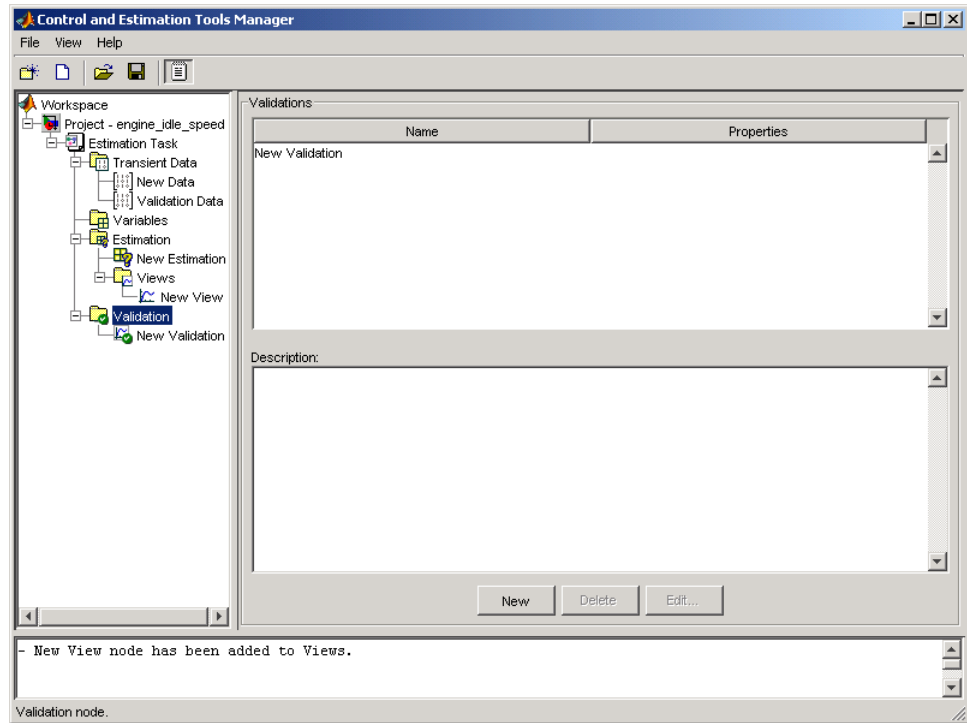 Control and Estimation Tools Manager
File View Help
Workspace
Project - engine_idle_speed
Estimation Task
Transient Data
New Data
Validation Data
Variables
Estimation
New Estimation
Views
New View
Validation
New Validation
Validations
Name Properties
New Validation
Description:
New Delete Edit...
- New View node has been added to Views.
Validation node.